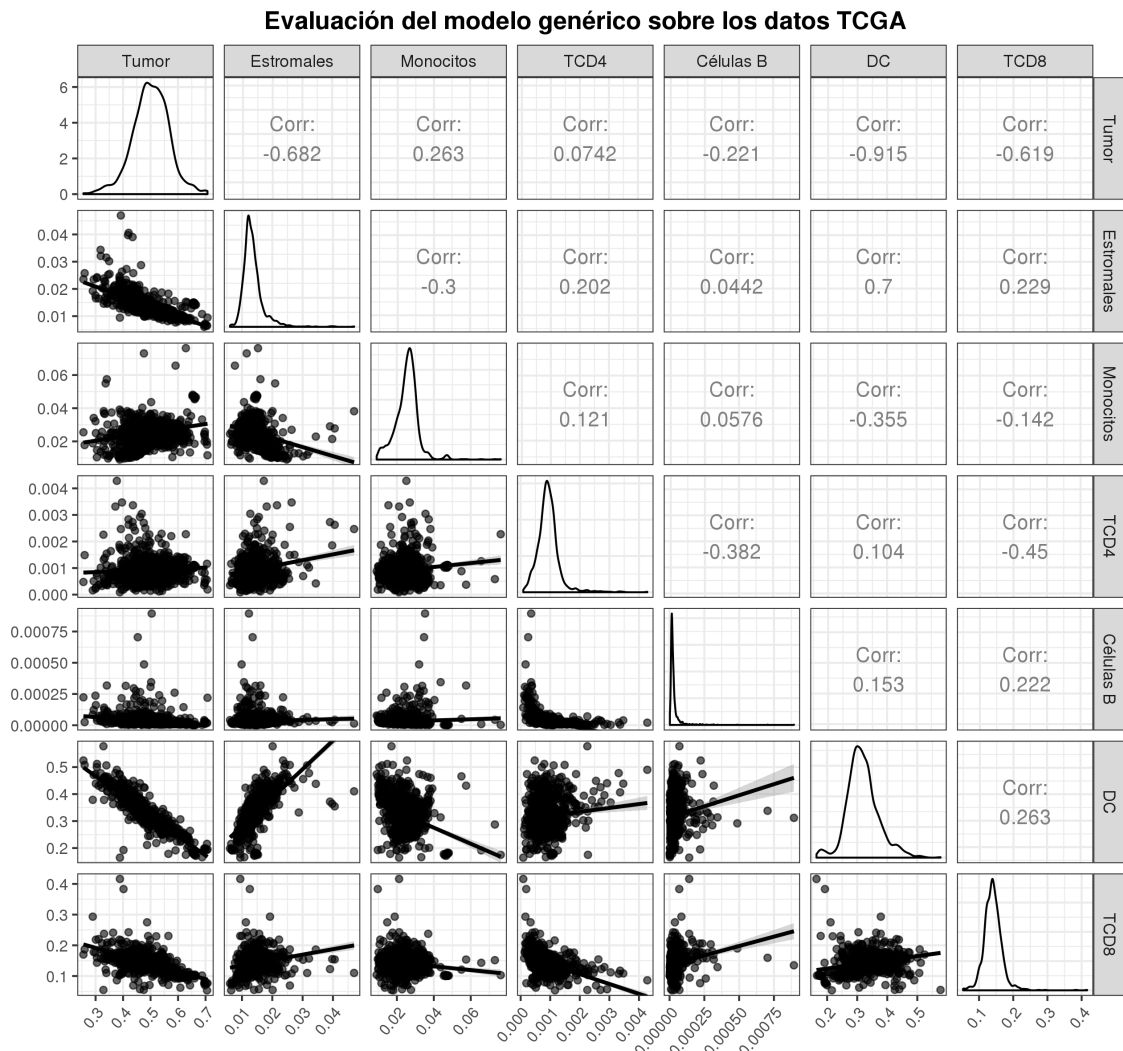 Evaluación del modelo genérico sobre los datos TCGA
Tumor Estromales Monocitos TCD4 Células B DC TCD8
6
4
2
0
Corr:
-0.682
Corr:
0.263
Corr:
0.0742
Corr:
-0.221
Corr:
-0.915
Corr:
-0.619
Tumor
0.04
0.03
0.02
0.01
Corr:
-0.3
Corr:
0.202
Corr:
0.0442
Corr:
0.7
Corr:
0.229
Estromales
0.06
0.04
0.02
Corr:
0.121
Corr:
0.0576
Corr:
-0.355
Corr:
-0.142
Monocitos
0.004
0.003
0.002
0.001
0.000
Corr:
-0.382
Corr:
0.104
Corr:
-0.45
TCD4
0.00075
0.00050
0.00025
0.00000
Corr:
0.153
Corr:
0.222
Células B
0.5
0.4
0.3
0.2
Corr:
0.263
DC
0.4
0.3
0.2
0.1
TCD8
0.3 0.4 0.5 0.6 0.7 0.01 0.02 0.03 0.04 0.02 0.04 0.06 0.000 0.001 0.002 0.003 0.004 0.00000 0.00025 0.00050 0.00075 0.2 0.3 0.4 0.5 0.1 0.2 0.3 0.4